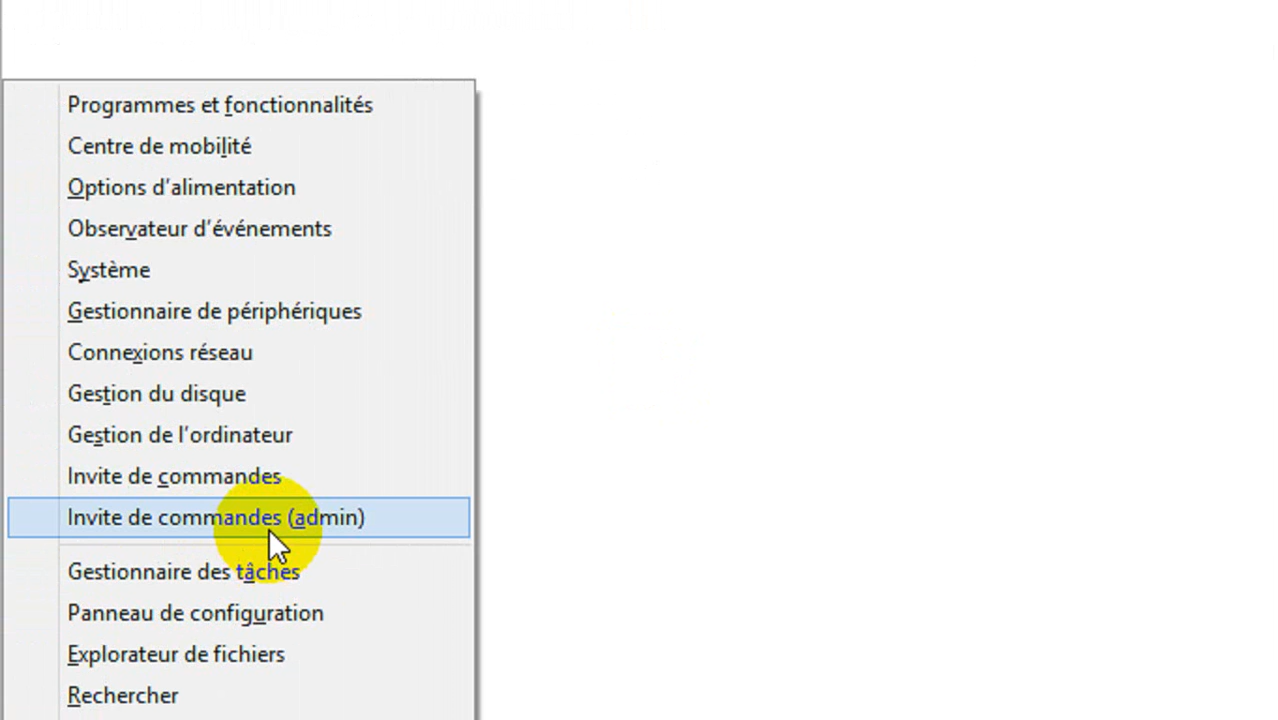 Programmes et fonctionnalités
Centre de mobilité
Options d’alimentation
Observateur d’événements
Système
Gestionnaire de périphériques
Connexions réseau
Gestion du disque
Gestion de l’ordinateur
Invite de commandes
Invite de commandes (admin)
Gestionnaire des tâches
Panneau de configuration
Explorateur de fichiers
Rechercher